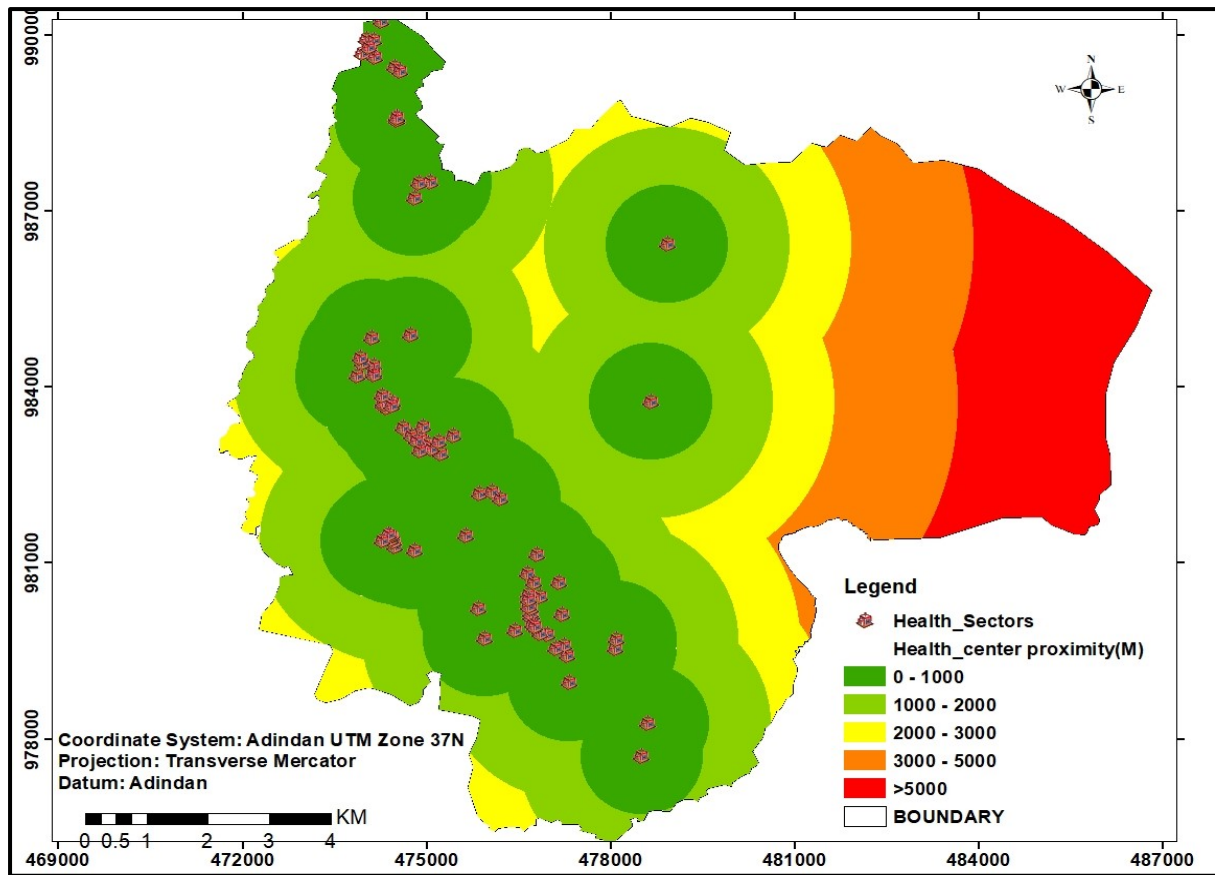 990000
987000
984000
981000
978000
N
W E
S
Legend
Health_Sectors
Health_center proximity(M)
0 - 1000
1000 - 2000
2000 - 3000
3000 - 5000
>5000
BOUNDARY
Coordinate System: Adindan UTM Zone 37N
Projection: Transverse Mercator
Datum: Adindan
KM
0 0.5 1 2 3 4
469000 472000 475000 478000 481000 484000 487000